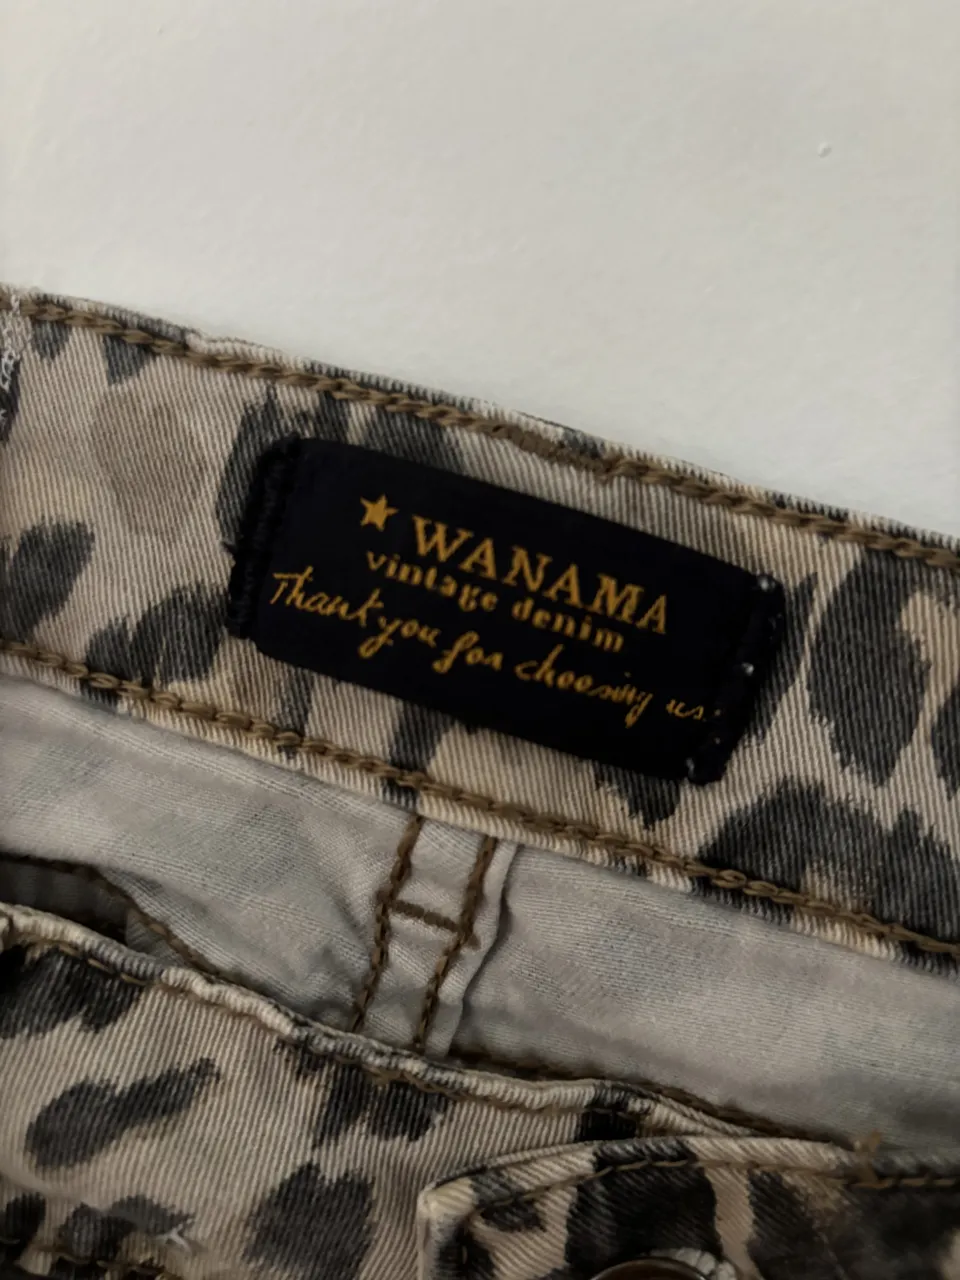 WANAMA
vintage denim
Thank you for choosing us.